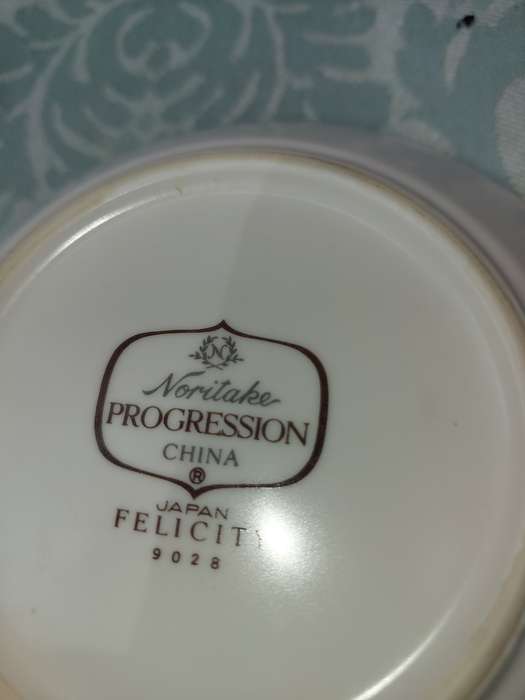 N
Noritake
PROGRESSION
CHINA
®
JAPAN
FELICITY
9028